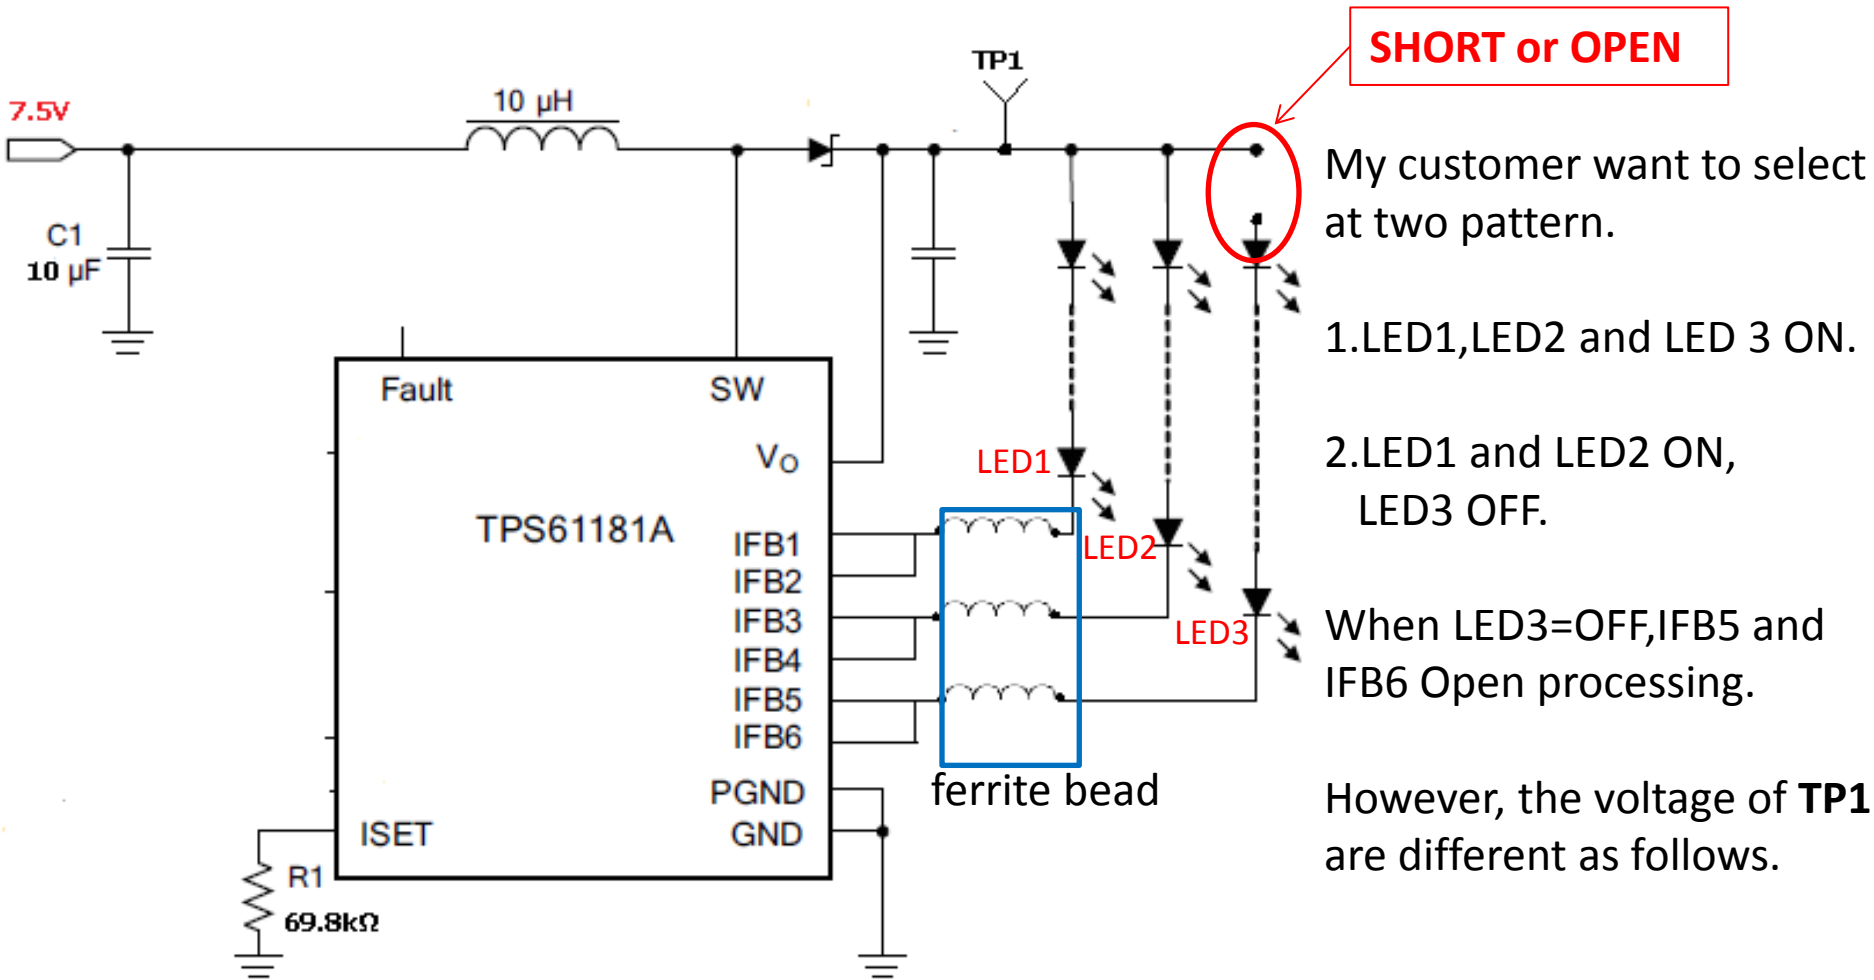 SHORT or OPEN
TP1
7.5V
10 µH
C1
10 µF
Fault
SW
VO
TPS61181A
IFB1
IFB2
IFB3
IFB4
IFB5
IFB6
PGND
GND
ISET
R1
69.8kΩ
LED1
LED2
LED3
ferrite bead
My customer want to select
at two pattern.
1.LED1,LED2 and LED 3 ON.
2.LED1 and LED2 ON,
LED3 OFF.
When LED3=OFF,IFB5 and
IFB6 Open processing.
However, the voltage of TP1
are different as follows.